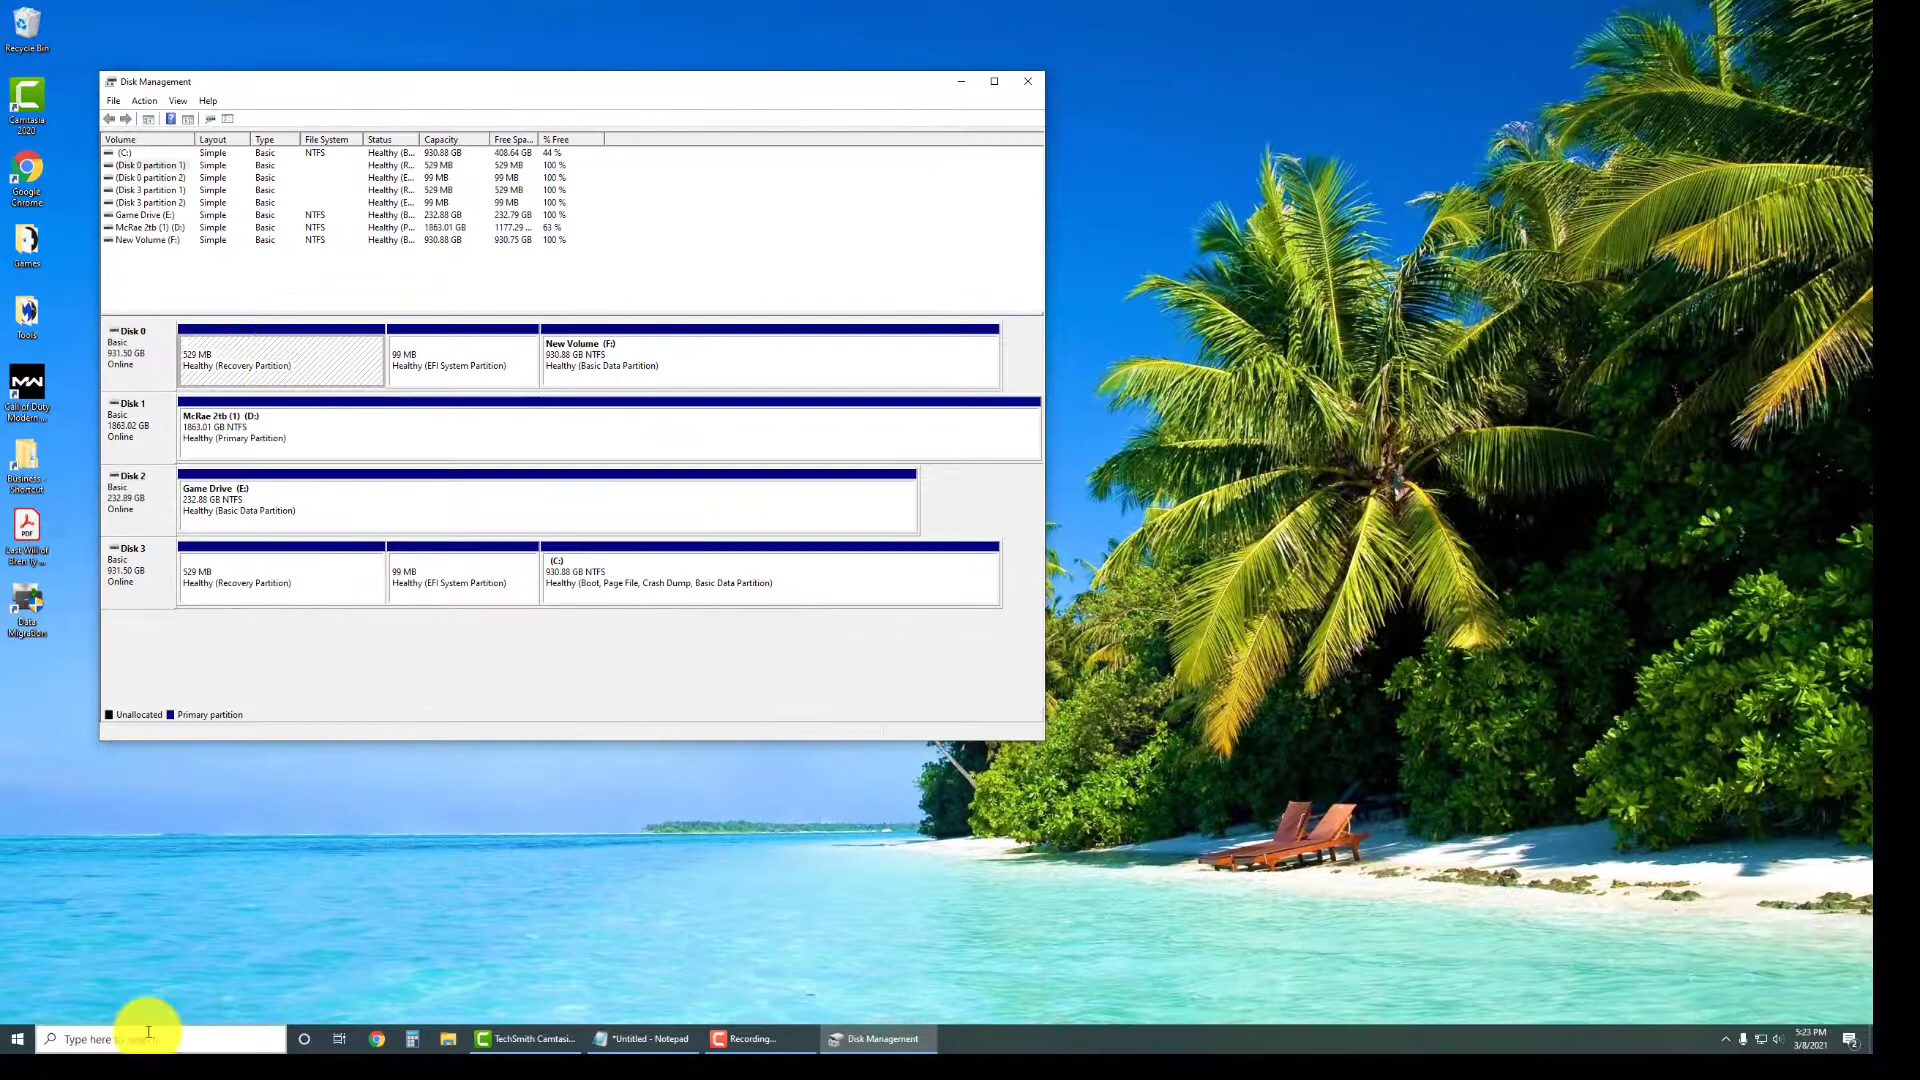 Recycle Bin
Camtasia
2020
Google
Chrome
Games
Tools
Call of Duty
Modern ...
Business -
Shortcut
PDF
Last Will of
Bren Ty ...
Data
Migration
Disk Management
File Action View Help
Volume Layout Type File System Status Capacity Free Spa... % Free
(C:) Simple Basic NTFS Healthy (B... 930.88 GB 408.64 GB 44 %
(Disk 0 partition 1) Simple Basic Healthy (R... 529 MB 529 MB 100 %
(Disk 0 partition 2) Simple Basic Healthy (E... 99 MB 99 MB 100 %
(Disk 3 partition 1) Simple Basic Healthy (R... 529 MB 529 MB 100 %
(Disk 3 partition 2) Simple Basic Healthy (E... 99 MB 99 MB 100 %
Game Drive (E:) Simple Basic NTFS Healthy (B... 232.88 GB 232.79 GB 100 %
McRae 2tb (1) (D:) Simple Basic NTFS Healthy (P... 1863.01 GB 1177.29 ... 63 %
New Volume (F:) Simple Basic NTFS Healthy (B... 930.88 GB 930.75 GB 100 %
Disk 0
Basic
931.50 GB
Online
529 MB
Healthy (Recovery Partition)
99 MB
Healthy (EFI System Partition)
New Volume (F:)
930.88 GB NTFS
Healthy (Basic Data Partition)
Disk 1
Basic
1863.02 GB
Online
McRae 2tb (1) (D:)
1863.01 GB NTFS
Healthy (Primary Partition)
Disk 2
Basic
232.89 GB
Online
Game Drive (E:)
232.88 GB NTFS
Healthy (Basic Data Partition)
Disk 3
Basic
931.50 GB
Online
529 MB
Healthy (Recovery Partition)
99 MB
Healthy (EFI System Partition)
(C:)
930.88 GB NTFS
Healthy (Boot, Page File, Crash Dump, Basic Data Partition)
Unallocated Primary partition
Type here to search
TechSmith Camtasi...
*Untitled - Notepad
Recording...
Disk Management
5:23 PM
3/8/2021
2